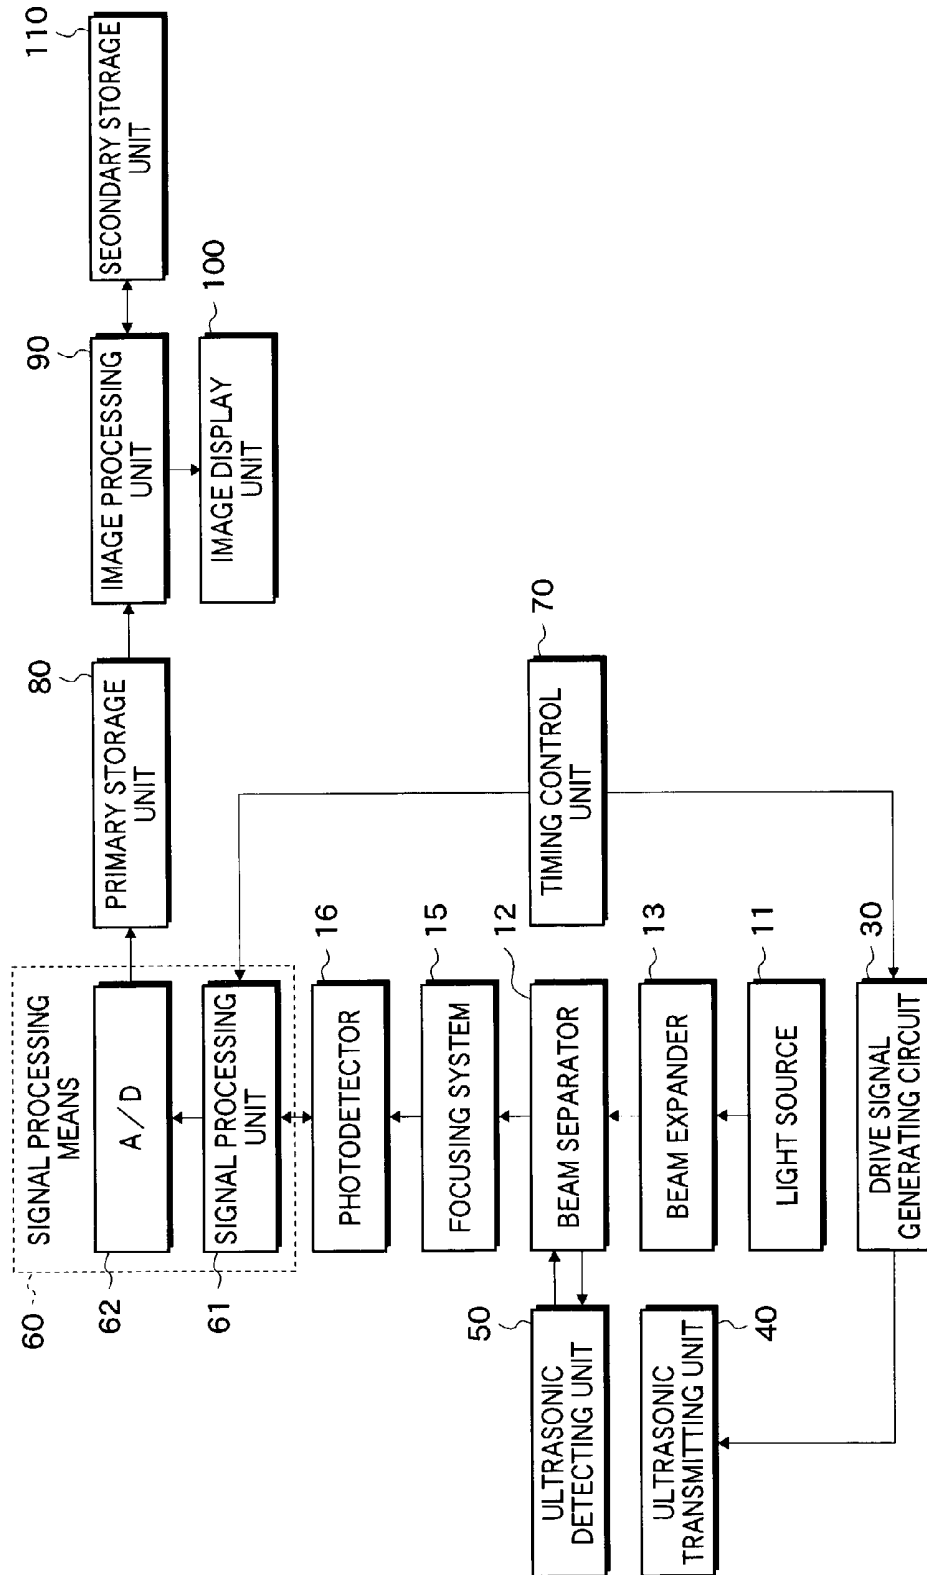 60
SIGNAL PROCESSING
MEANS
62
A/D
61
SIGNAL PROCESSING
UNIT
80
PRIMARY STORAGE
UNIT
90
IMAGE PROCESSING
UNIT
110
SECONDARY STORAGE
UNIT
100
IMAGE DISPLAY
UNIT
16
PHOTODETECTOR
15
FOCUSING SYSTEM
50
ULTRASONIC
DETECTING UNIT
12
BEAM SEPARATOR
70
TIMING CONTROL
UNIT
40
ULTRASONIC
TRANSMITTING UNIT
13
BEAM EXPANDER
11
LIGHT SOURCE
30
DRIVE SIGNAL
GENERATING CIRCUIT